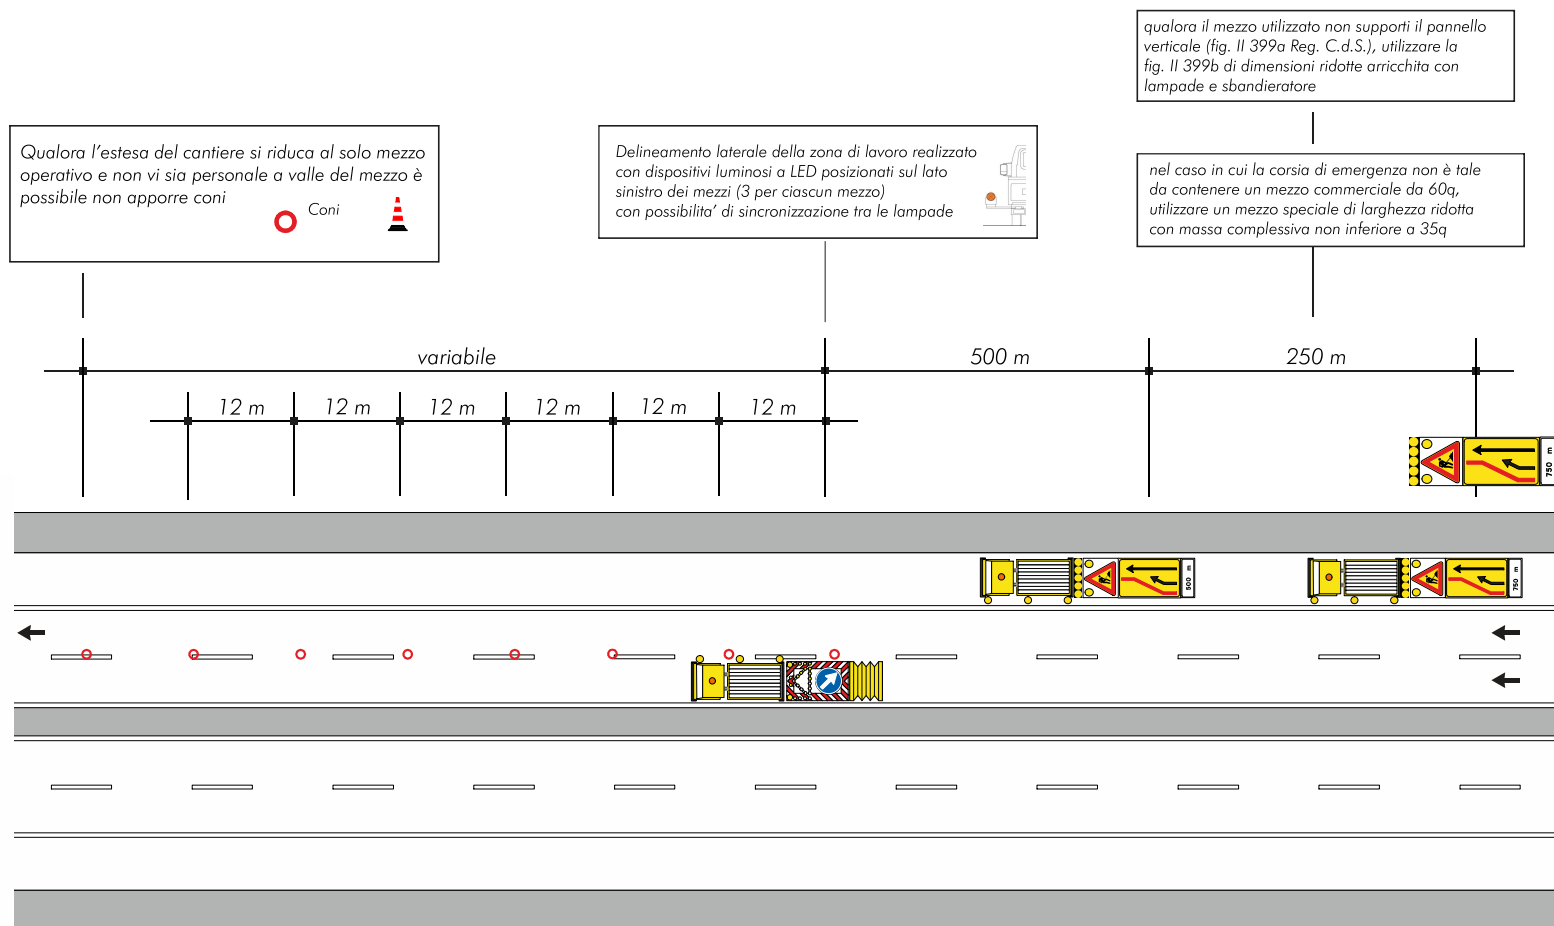 qualora il mezzo utilizzato non supporti il pannello
verticale (fig. II 399a Reg. C.d.S.), utilizzare la
fig. II 399b di dimensioni ridotte arricchita con
lampade e sbandieratore
Qualora l'estesa del cantiere si riduca al solo mezzo
operativo e non vi sia personale a valle del mezzo è
possibile non apporre coni
Coni
Delineamento laterale della zona di lavoro realizzato
con dispositivi luminosi a LED posizionati sul lato
sinistro dei mezzi (3 per ciascun mezzo)
con possibilita' di sincronizzazione tra le lampade
nel caso in cui la corsia di emergenza non è tale
da contenere un mezzo commerciale da 60q,
utilizzare un mezzo speciale di larghezza ridotta
con massa complessiva non inferiore a 35q
variabile
500 m
250 m
12 m
12 m
12 m
12 m
12 m
12 m
750 m
500 m
750 m